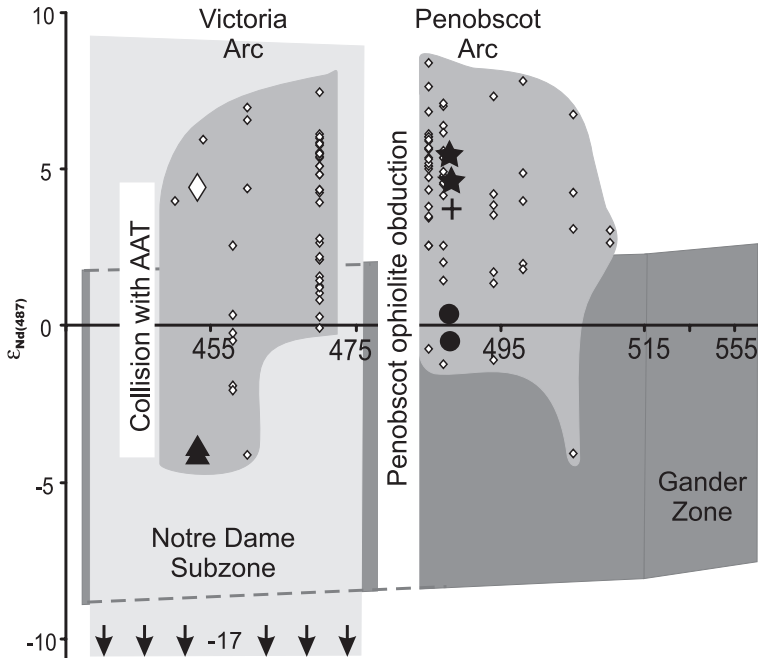 10
5
0
-5
-10
εNd(487)
Victoria
Arc
Penobscot
Arc
Collision with AAT
Penobscot ophiolite obduction
455
475
495
515
555
Gander
Zone
Notre Dame
Subzone
-17